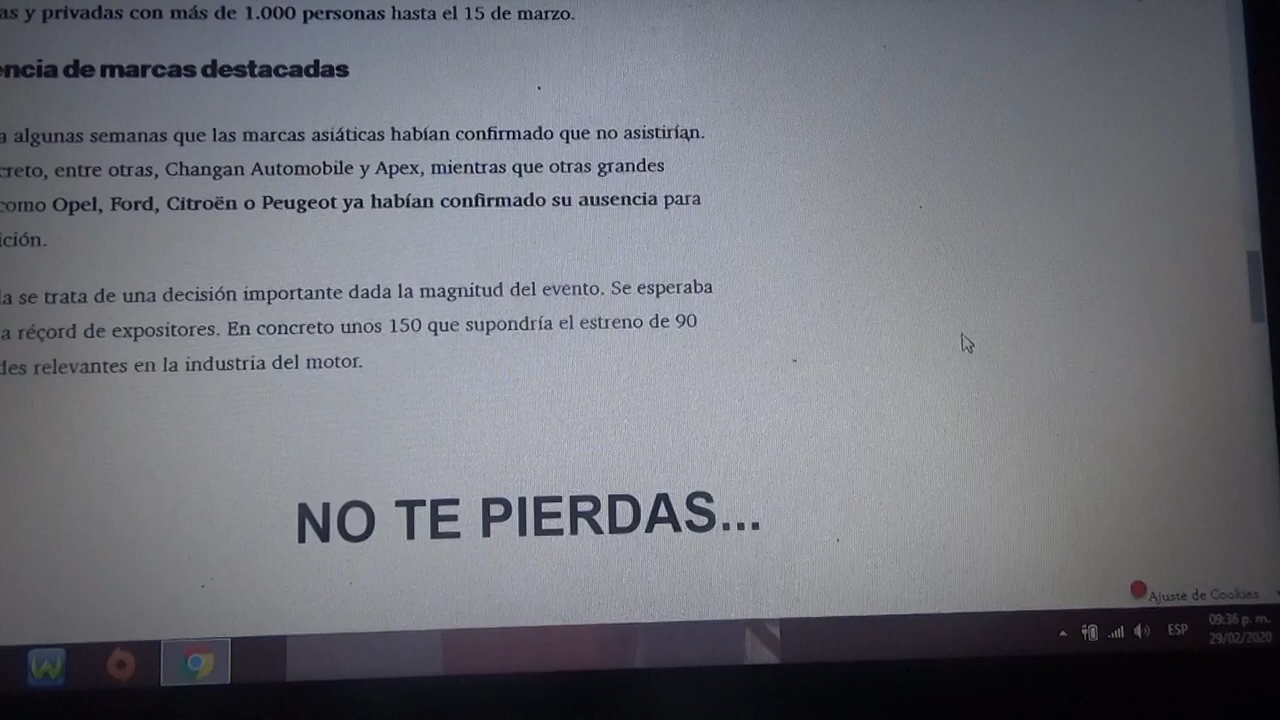 as y privadas con más de 1.000 personas hasta el 15 de marzo.
encia de marcas destacadas
a algunas semanas que las marcas asiáticas habían confirmado que no asistirían.
creto, entre otras, Changan Automobile y Apex, mientras que otras grandes
como Opel, Ford, Citroën o Peugeot ya habían confirmado su ausencia para
ición.
da se trata de una decisión importante dada la magnitud del evento. Se esperaba
a récord de expositores. En concreto unos 150 que supondría el estreno de 90
des relevantes en la industria del motor.
NO TE PIERDAS...
Ajuste de Cookies
ESP
09:36 p. m.
29/02/2020